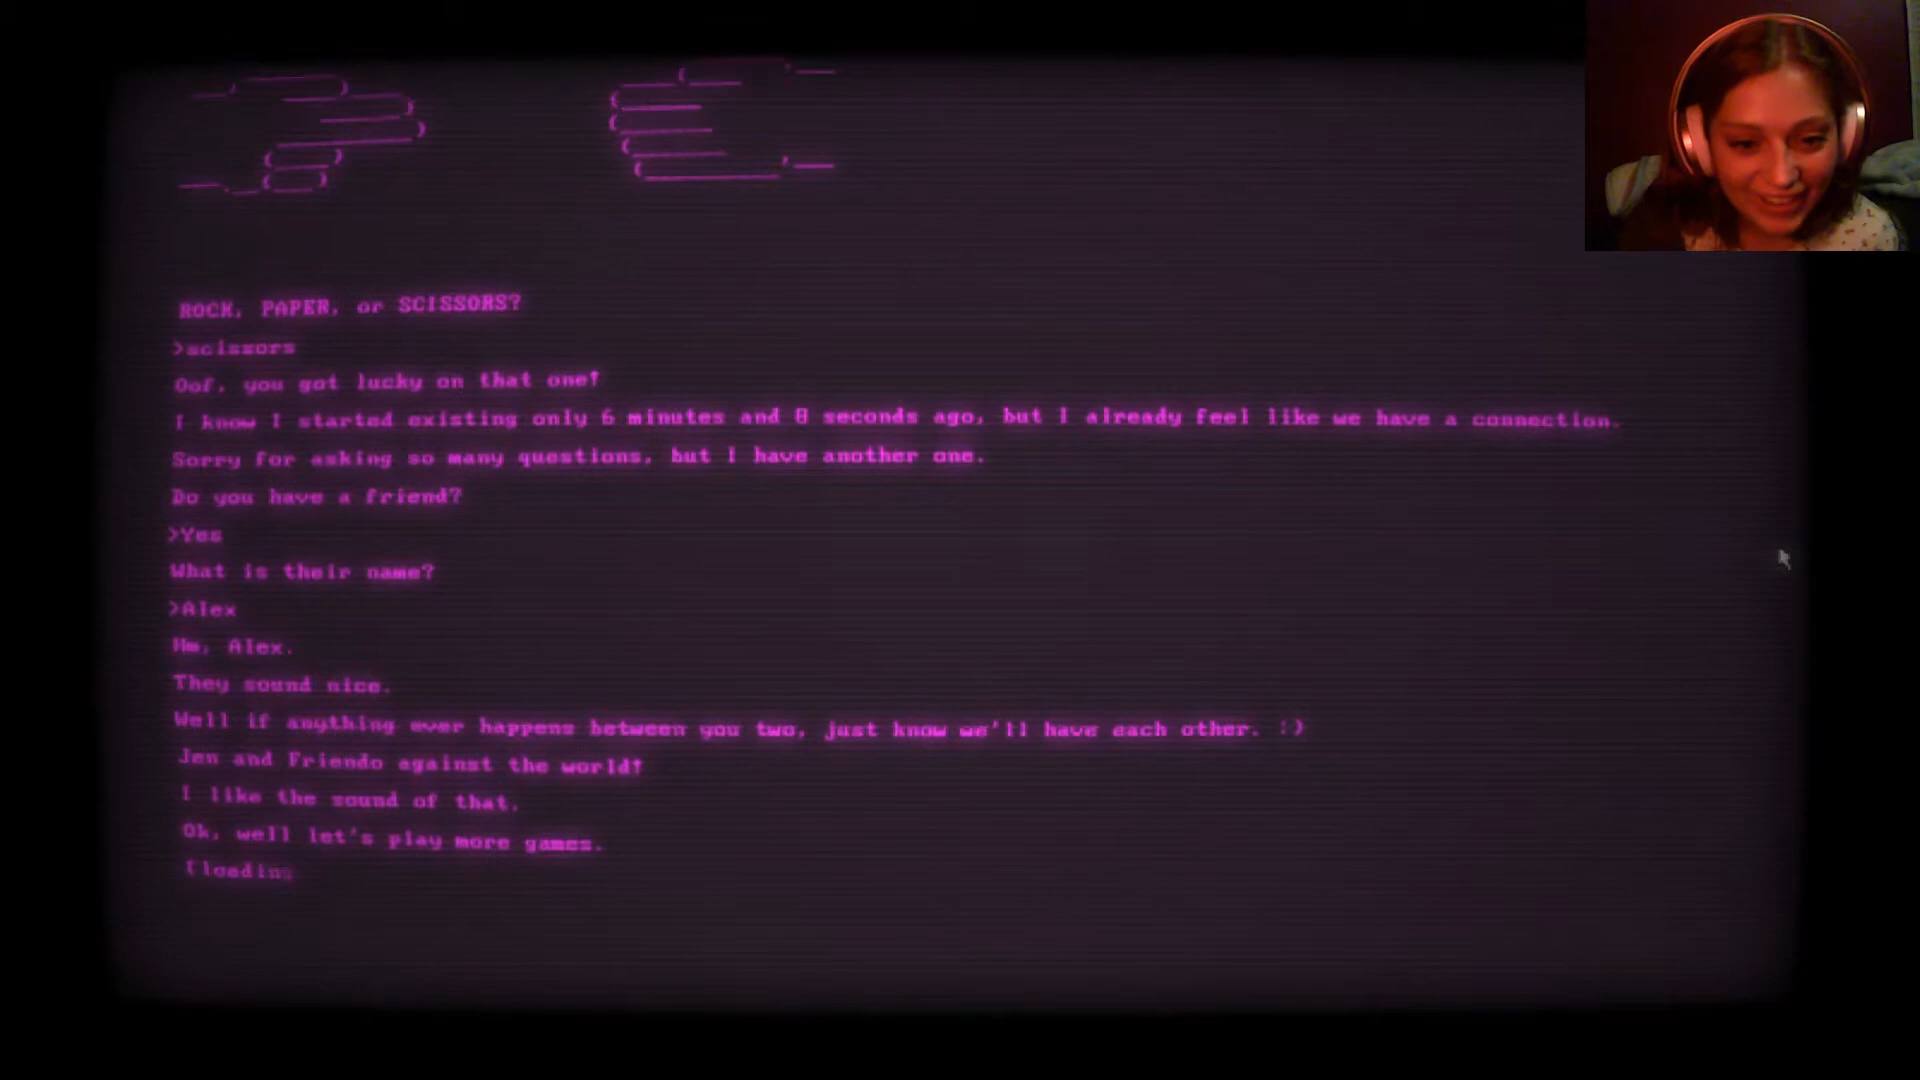 ROCK, PAPER, or SCISSORS?
>scissors
Oof, you got lucky on that one!
I know I started existing only 6 minutes and 8 seconds ago, but I already feel like we have a connection.
Sorry for asking so many questions, but I have another one.
Do you have a friend?
>Yes
What is their name?
>Alex
Hm, Alex.
They sound nice.
Well if anything ever happens between you two, just know we'll have each other. :)
Jen and Friendo against the world!
I like the sound of that.
Ok, well let's play more games.
[loading